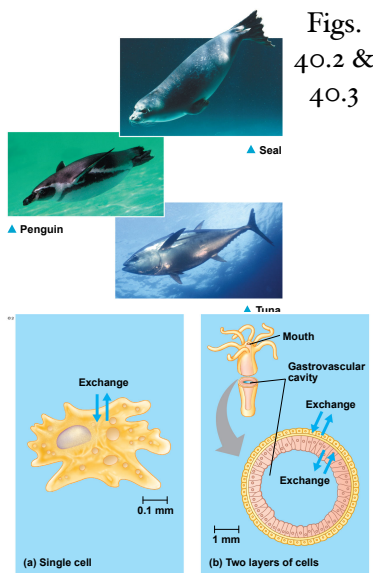 Figs.
40.2 &
40.3
▲ Seal
▲ Penguin
▲ Tuna
Mouth
Gastrovascular
cavity
Exchange
Exchange
Exchange
0.1 mm
1 mm
(a) Single cell
(b) Two layers of cells